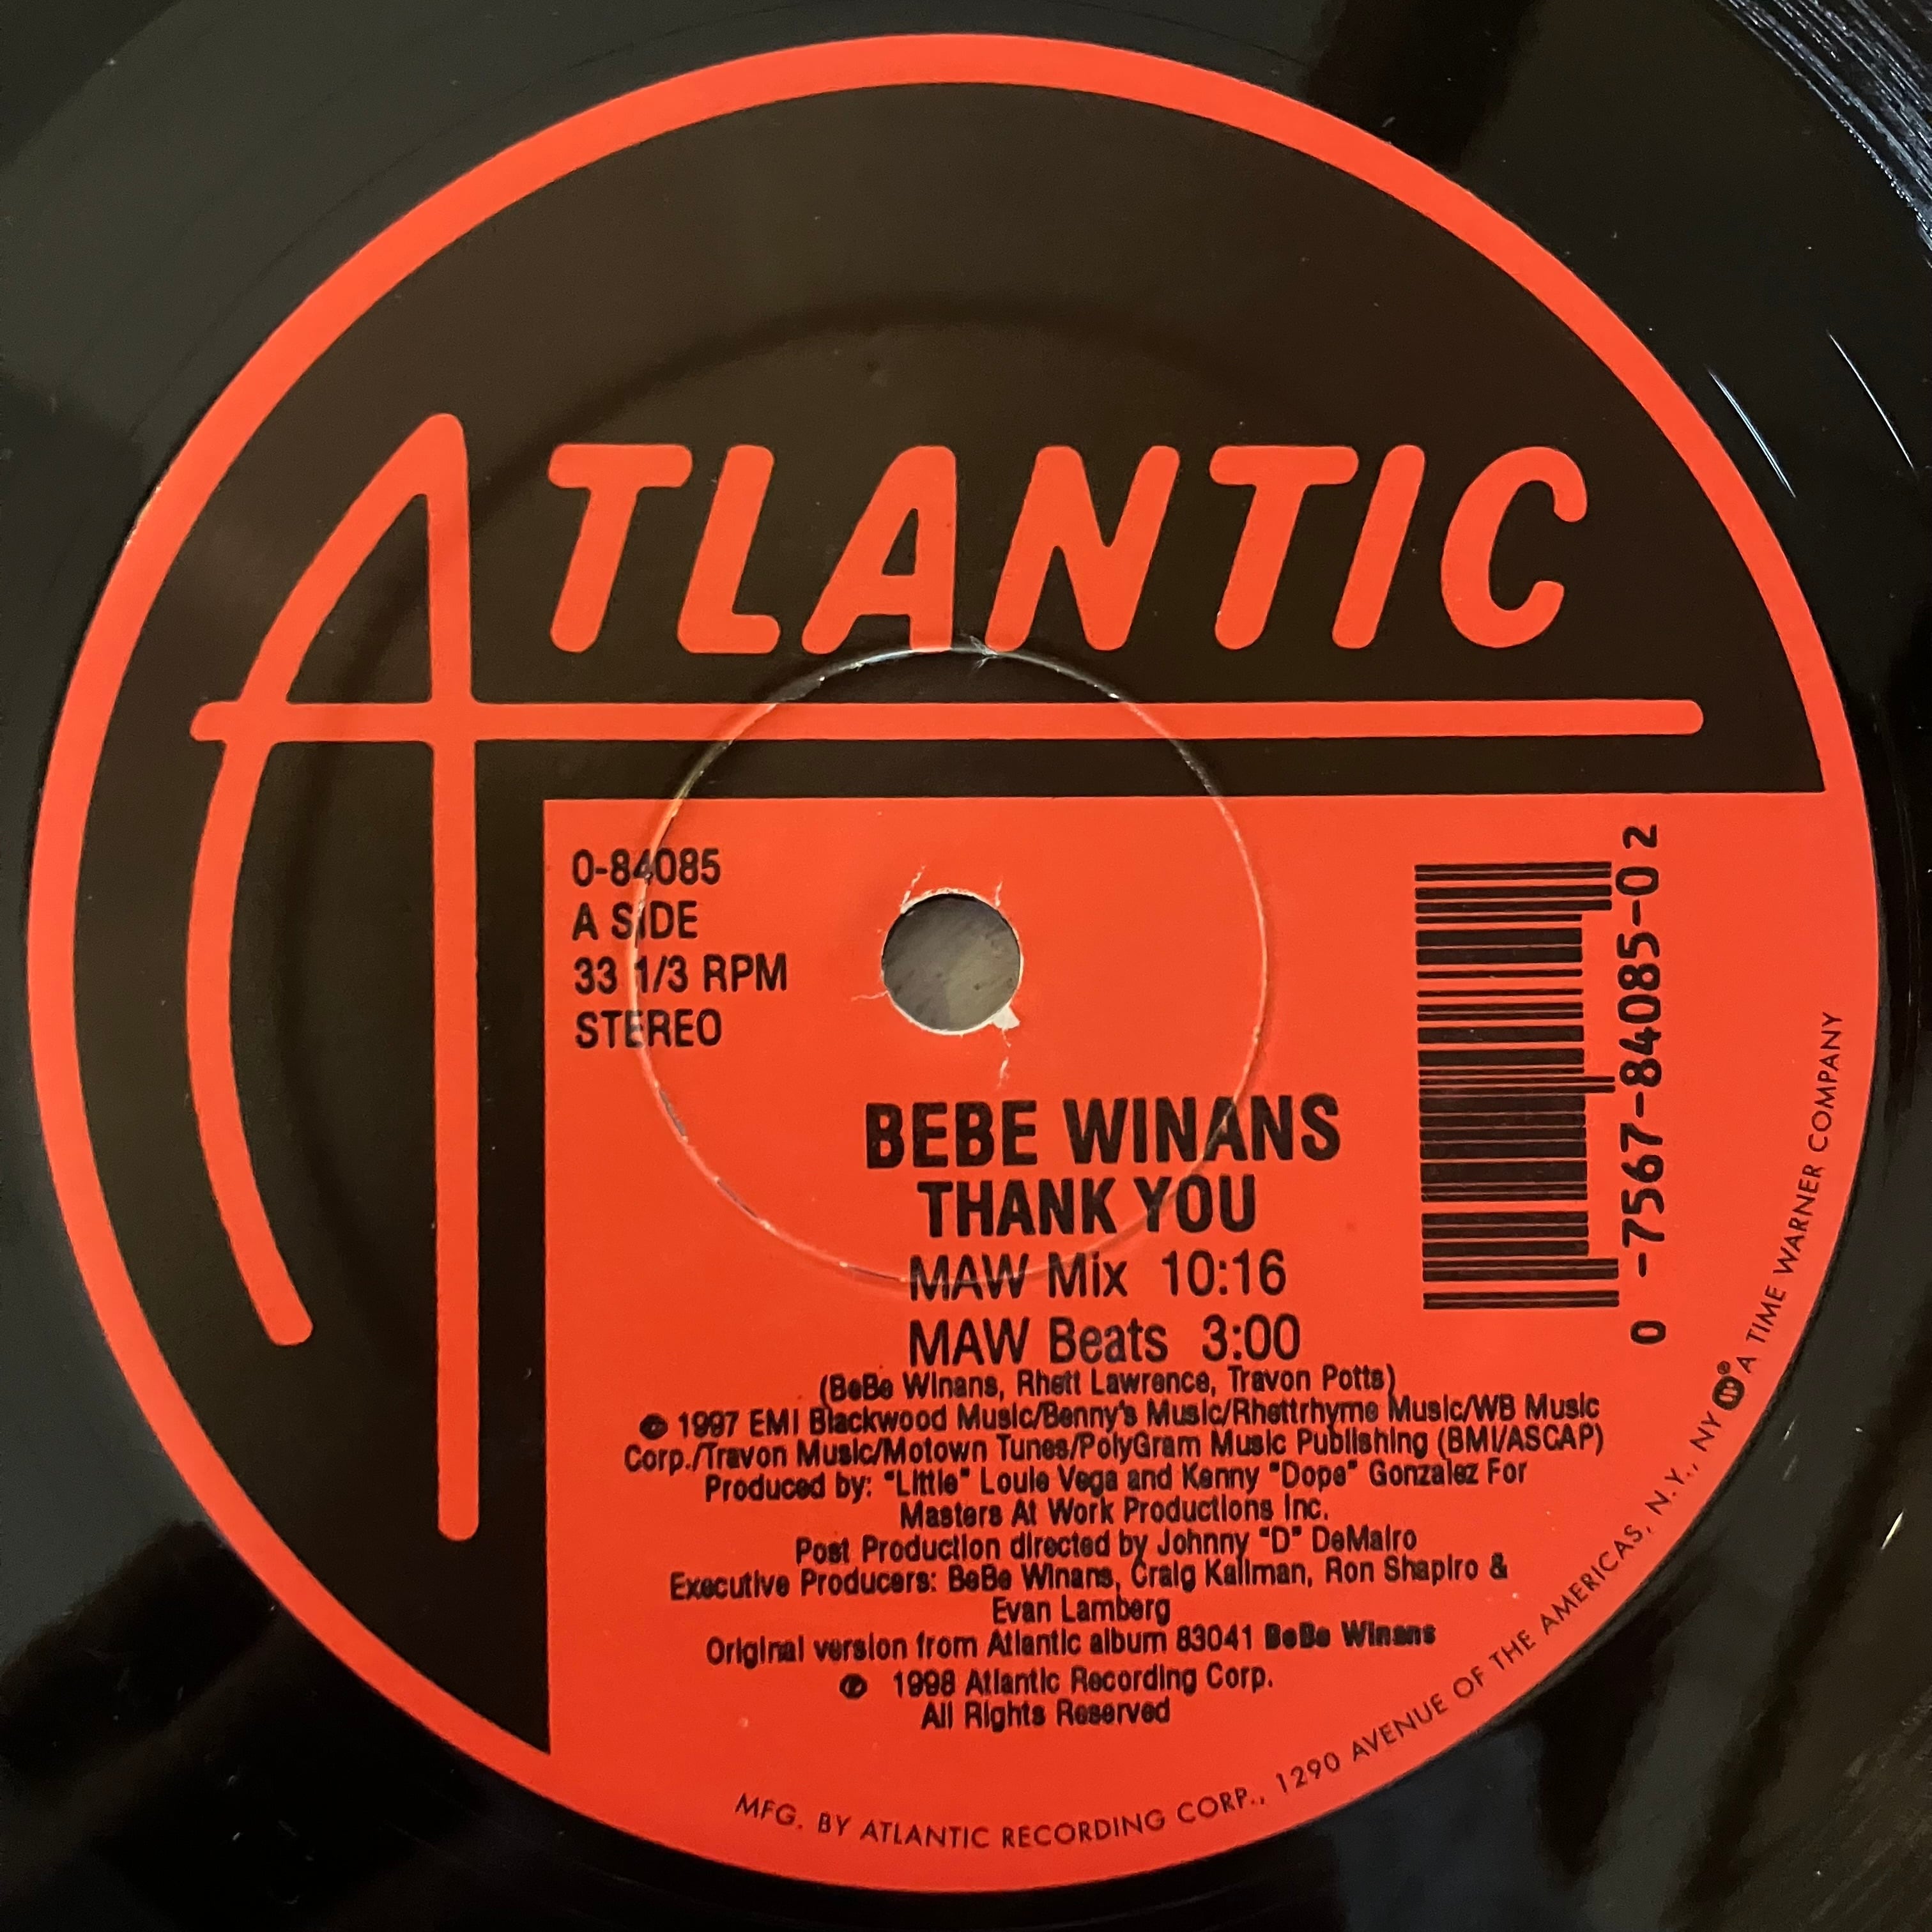 ATLANTIC
0-84085
A SIDE
33 1/3 RPM
STEREO
0-7567-84085-0 2
BEBE WINANS
THANK YOU
MAW Mix 10:16
MAW Beats 3:00
(BeBe Winans, Rhett Lawrence, Travon Potts)
© 1997 EMI Blackwood Music/Benny's Music/Rhettrhyme Music/WB Music
Corp./Travon Music/Motown Tunes/PolyGram Music Publishing (BMI/ASCAP)
Produced by: "Little" Louie Vega and Kenny "Dope" Gonzalez For
Masters At Work Productions Inc.
Post Production directed by Johnny "D" DeMairo
Executive Producers: BeBe Winans, Craig Kallman, Ron Shapiro &
Evan Lamberg
Original version from Atlantic album 83041 BeBe Winans
℗ 1998 Atlantic Recording Corp.
All Rights Reserved
MFG. BY ATLANTIC RECORDING CORP., 1290 AVENUE OF THE AMERICAS, N.Y., NY ® A TIME WARNER COMPANY